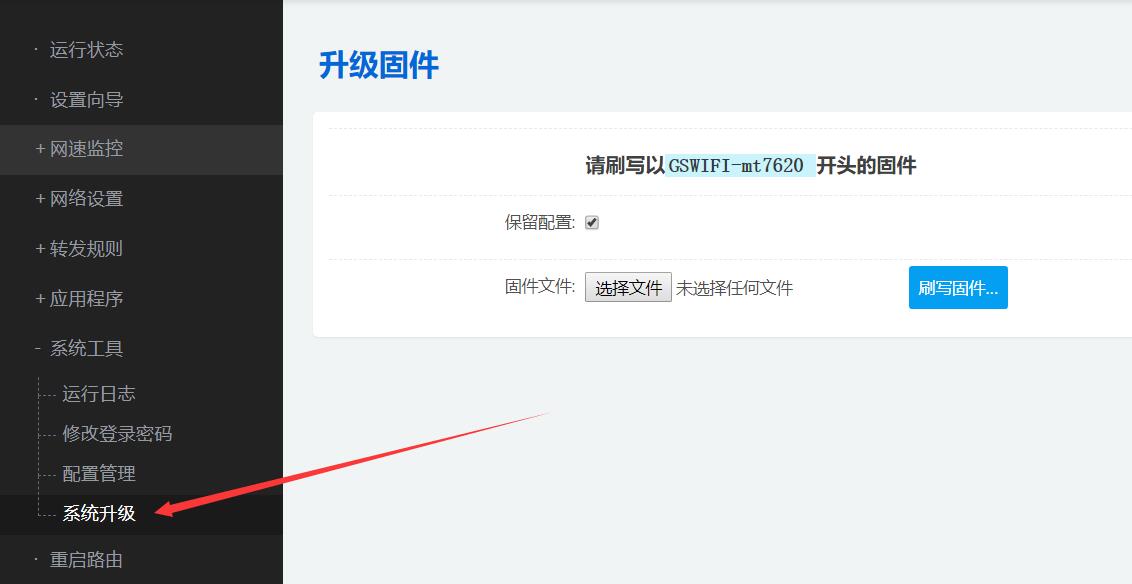 · 运行状态
· 设置向导
+ 网速监控
+ 网络设置
+ 转发规则
+ 应用程序
- 系统工具
运行日志
修改登录密码
配置管理
系统升级
· 重启路由
升级固件
请刷写以GSWIFI-mt7620 开头的固件
保留配置:
固件文件: 选择文件 未选择任何文件 刷写固件...